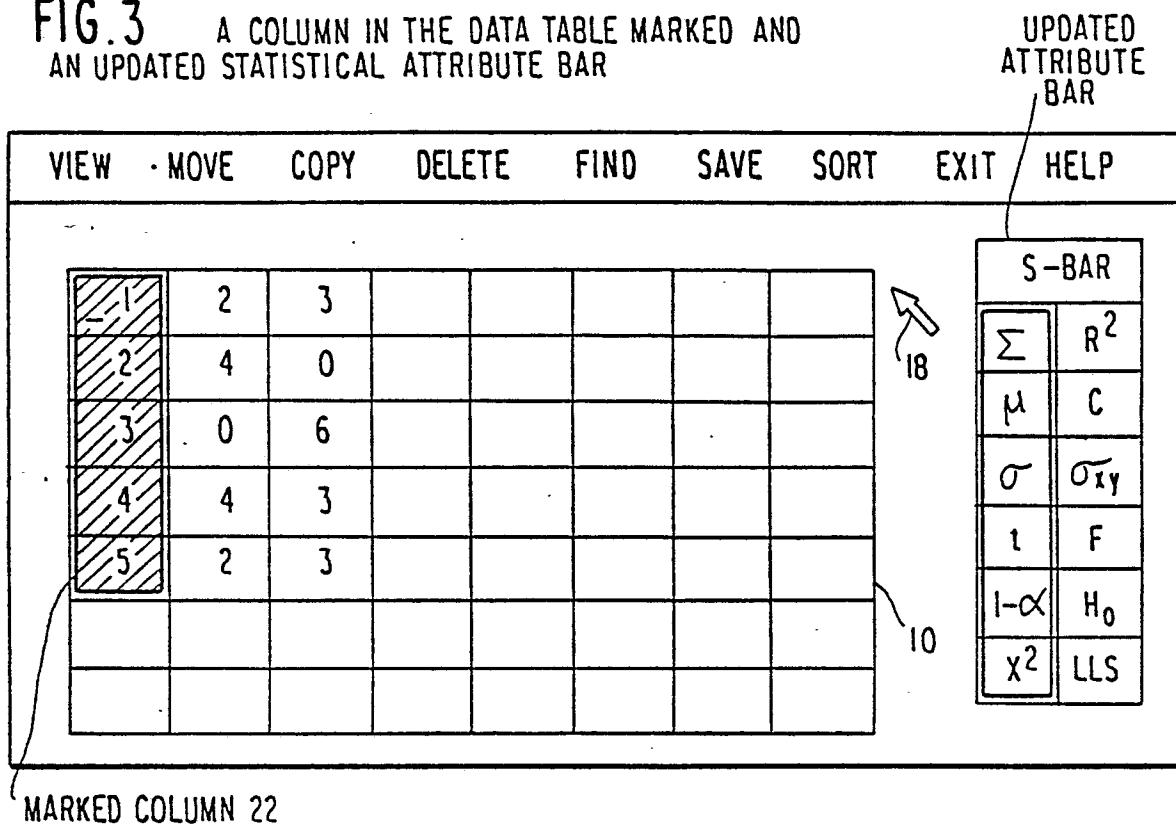 FIG.3 A COLUMN IN THE DATA TABLE MARKED AND
AN UPDATED STATISTICAL ATTRIBUTE BAR
UPDATED
ATTRIBUTE
BAR
VIEW · MOVE COPY DELETE FIND SAVE SORT EXIT HELP
S-BAR
1 2 3
2 4 0
3 0 6
4 4 3
5 2 3
18
10
Σ R²
μ C
σ σxy
t F
1-α H₀
X² LLS
MARKED COLUMN 22